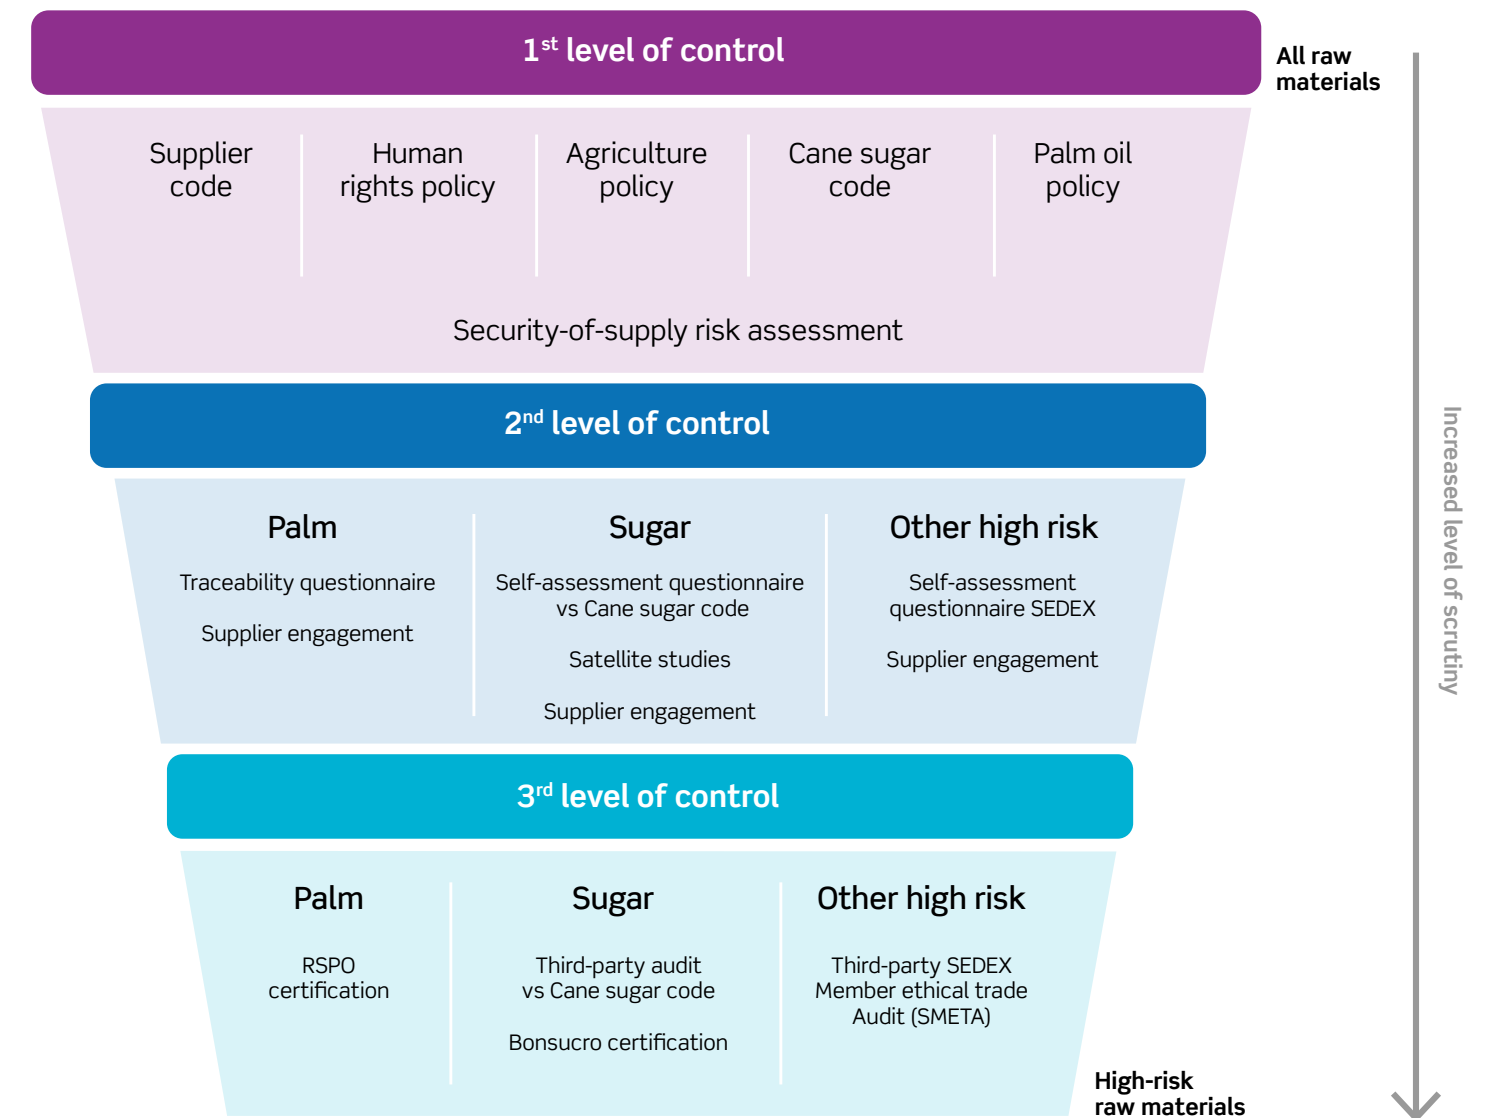 1st level of control
All raw
materials
Supplier
code
Human
rights policy
Agriculture
policy
Cane sugar
code
Palm oil
policy
Security-of-supply risk assessment
2nd level of control
Palm
Traceability questionnaire
Supplier engagement
Sugar
Self-assessment questionnaire
vs Cane sugar code
Satellite studies
Supplier engagement
Other high risk
Self-assessment
questionnaire SEDEX
Supplier engagement
Increased level of scrutiny
3rd level of control
Palm
RSPO
certification
Sugar
Third-party audit
vs Cane sugar code
Bonsucro certification
Other high risk
Third-party SEDEX
Member ethical trade
Audit (SMETA)
High-risk
raw materials